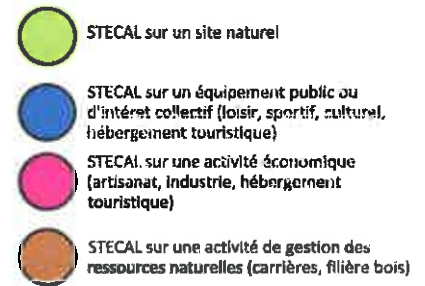 STECAL sur un site naturel
STECAL sur un équipement public ou
d'intéret collectif (loisir, sportif, culturel,
hébergement touristique)
STECAL sur une activité économique
(artisanat, industrie, hébergement
touristique)
STECAL sur une activité de gestion des
ressources naturelles (carrières, filière bois)